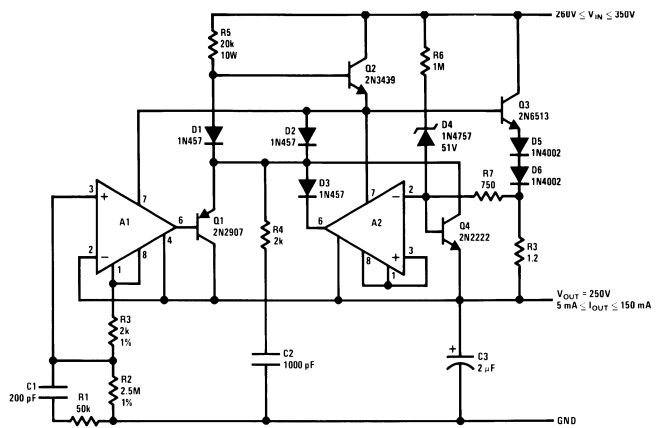 260V ≤ VIN ≤ 350V
R5
20k
10W
Q2
2N3439
R6
1M
Q3
2N6513
D1
1N457
D2
1N457
D4
1N4757
51V
D5
1N4002
D6
1N4002
D3
1N457
R7
750
3
+
7
A1
6
2
−
4
1
8
Q1
2N2907
R4
2k
6
7
−
2
A2
Q4
2N2222
+
3
8
1
R3
1.2
VOUT = 250V
5 mA ≤ IOUT ≤ 150 mA
R3
2k
1%
C2
1000 pF
+
C3
2 μF
C1
200 pF
R1
50k
R2
2.5M
1%
GND